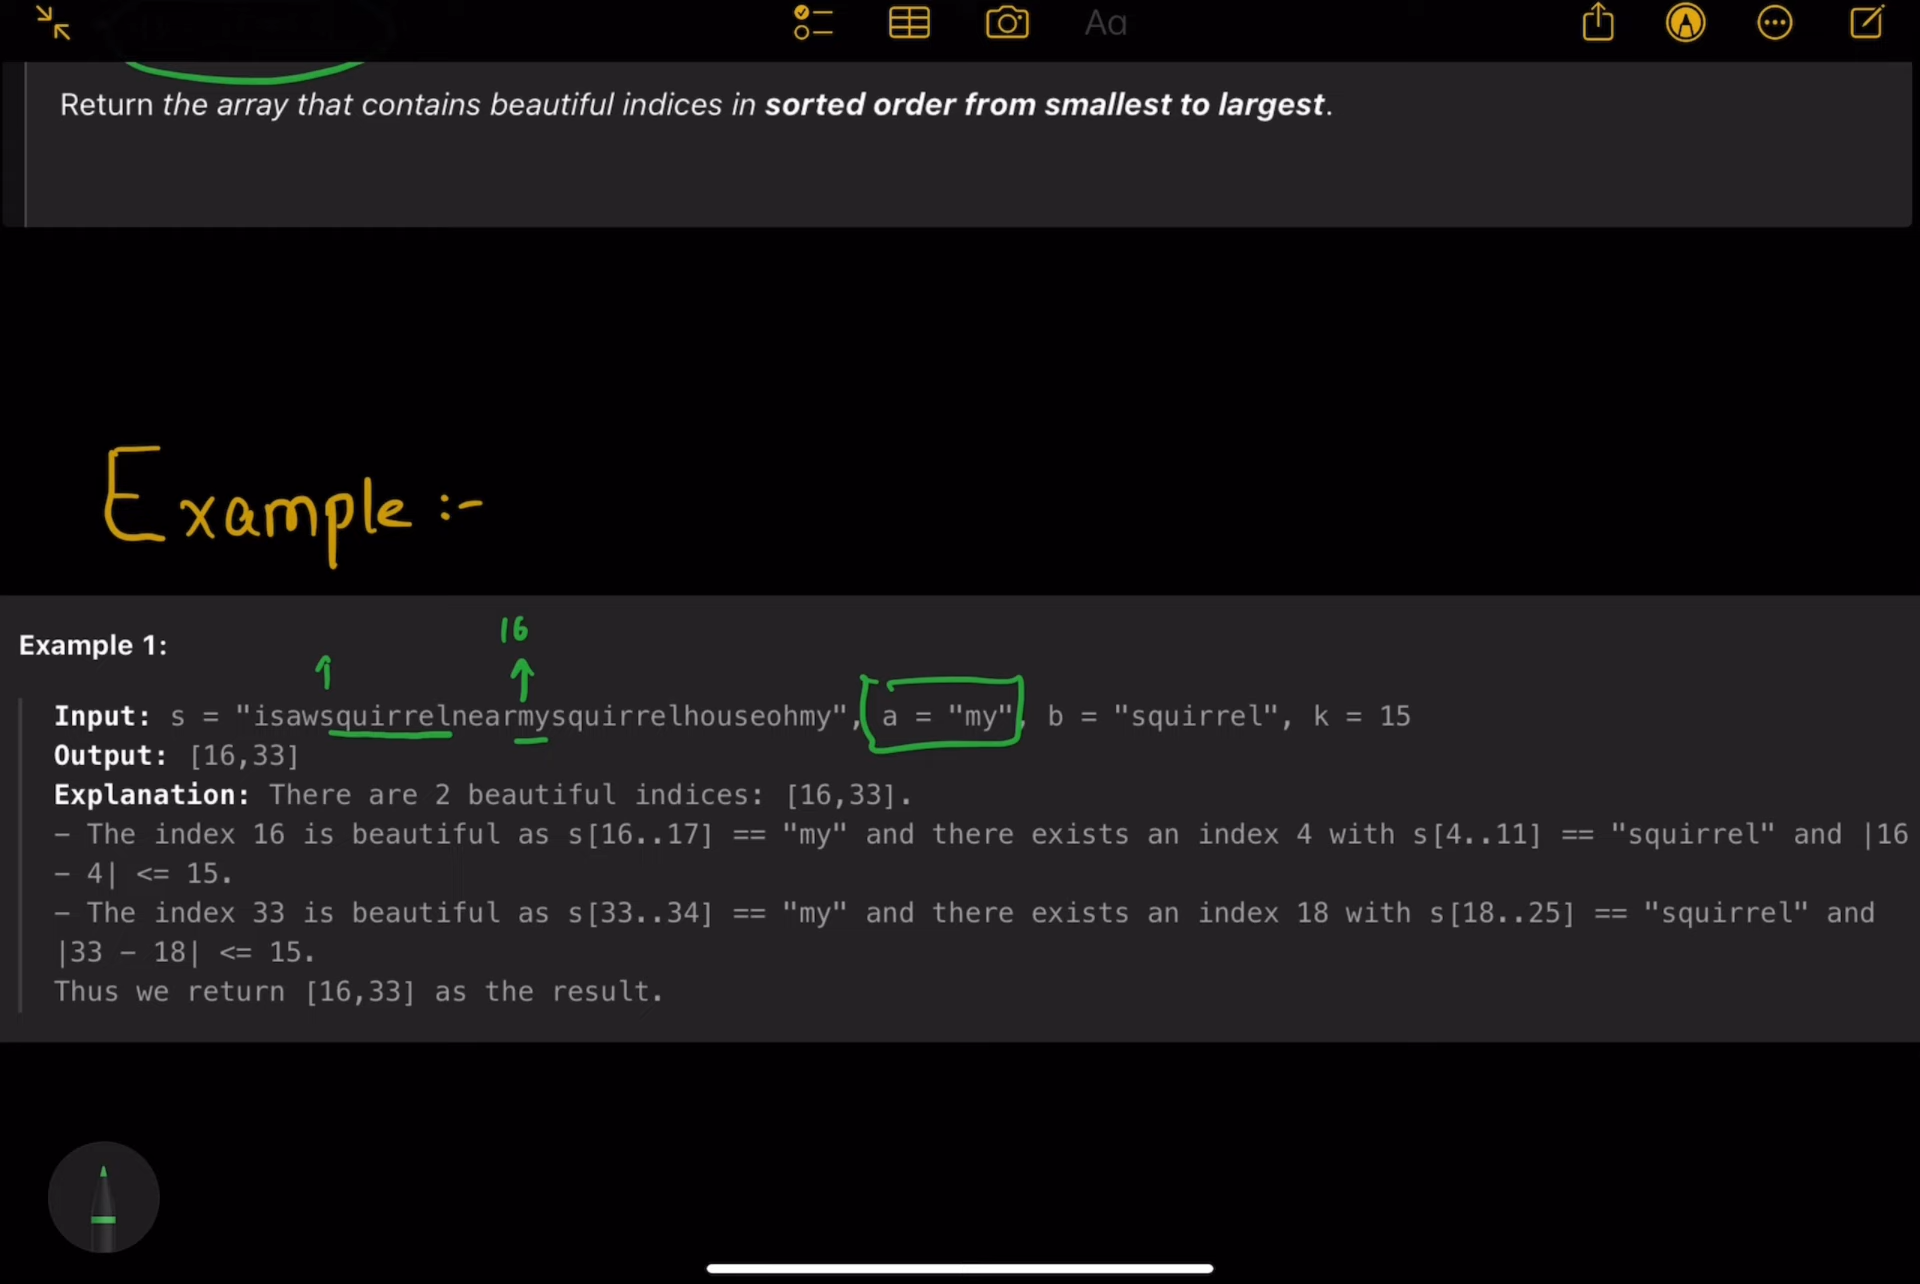 Aa
Return the array that contains beautiful indices in sorted order from smallest to largest.
Example :-
16
Example 1:
Input: s = "isawsquirrelnearmysquirrelhouseohmy", a = "my", b = "squirrel", k = 15
Output: [16,33]
Explanation: There are 2 beautiful indices: [16,33].
- The index 16 is beautiful as s[16..17] == "my" and there exists an index 4 with s[4..11] == "squirrel" and |16
- 4| <= 15.
- The index 33 is beautiful as s[33..34] == "my" and there exists an index 18 with s[18..25] == "squirrel" and
|33 - 18| <= 15.
Thus we return [16,33] as the result.